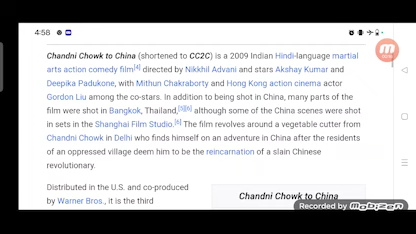 4:58
Chandni Chowk to China (shortened to CC2C) is a 2009 Indian Hindi-language martial
arts action comedy film[4] directed by Nikkhil Advani and stars Akshay Kumar and
Deepika Padukone, with Mithun Chakraborty and Hong Kong action cinema actor
Gordon Liu among the co-stars. In addition to being shot in China, many parts of the
film were shot in Bangkok, Thailand,[5] although some of the China scenes were shot
in sets in the Shanghai Film Studio.[6] The film revolves around a vegetable cutter from
Chandni Chowk in Delhi who finds himself on an adventure in China after the residents
of an oppressed village deem him to be the reincarnation of a slain Chinese
revolutionary.
Distributed in the U.S. and co-produced
by Warner Bros., it is the third
Chandni Chowk to China
Recorded by Mobizen